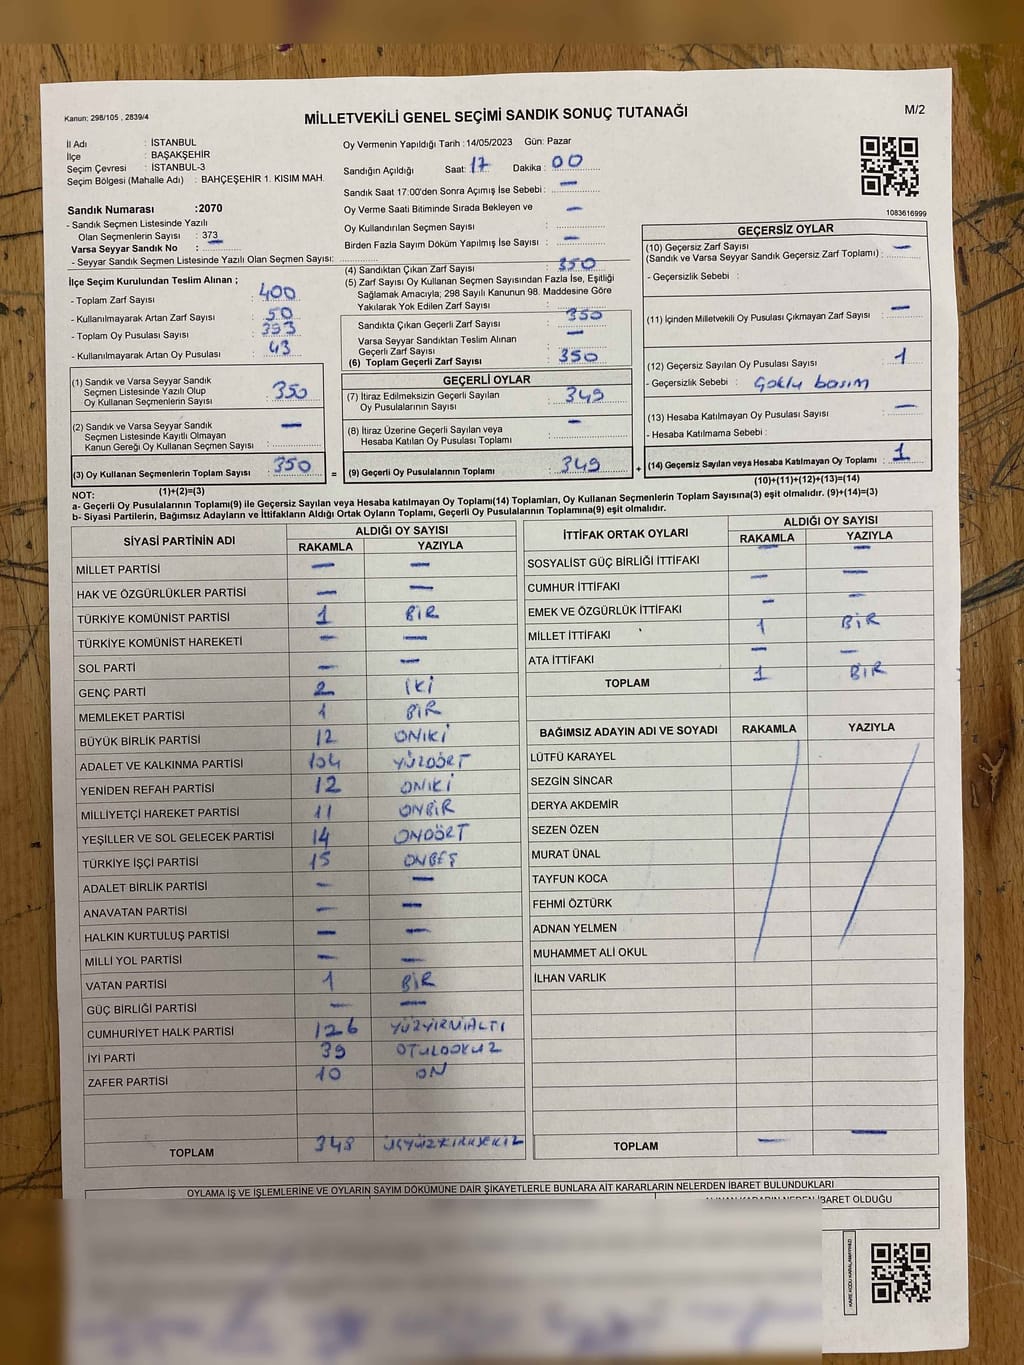 Kanun: 298/105 , 2839/4
MİLLETVEKİLİ GENEL SEÇİMİ SANDIK SONUÇ TUTANAĞI
M/2
İl Adı : İSTANBUL
İlçe : BAŞAKŞEHİR
Seçim Çevresi : İSTANBUL-3
Seçim Bölgesi (Mahalle Adı) : BAHÇEŞEHİR 1. KISIM MAH.
Sandık Numarası :2070
- Sandık Seçmen Listesinde Yazılı
Olan Seçmenlerin Sayısı : 373
Varsa Seyyar Sandık No : —
- Seyyar Sandık Seçmen Listesinde Yazılı Olan Seçmen Sayısı:
Oy Vermenin Yapıldığı Tarih :14/05/2023 Gün: Pazar
Sandığın Açıldığı Saat: 17 Dakika : 00
Sandık Saat 17:00'den Sonra Açımış İse Sebebi : —
Oy Verme Saati Bitiminde Sırada Bekleyen ve —
Oy Kullandırılan Seçmen Sayısı
Birden Fazla Sayım Döküm Yapılmış İse Sayısı : —
1083616999
İlçe Seçim Kurulundan Teslim Alınan ;
- Toplam Zarf Sayısı : 400
- Kullanılmayarak Artan Zarf Sayısı : 50
- Toplam Oy Pusulası Sayısı : 393
- Kullanılmayarak Artan Oy Pusulası : 43
(1) Sandık ve Varsa Seyyar Sandık
Seçmen Listesinde Yazılı Olup
Oy Kullanan Seçmenlerin Sayısı : 350
(2) Sandık ve Varsa Seyyar Sandık
Seçmen Listesinde Kayıtlı Olmayan
Kanun Gereği Oy Kullanan Seçmen Sayısı : —
(3) Oy Kullanan Seçmenlerin Toplam Sayısı : 350
(1)+(2)=(3)
(4) Sandıktan Çıkan Zarf Sayısı : 350
(5) Zarf Sayısı Oy Kullanan Seçmen Sayısından Fazla İse, Eşitliği
Sağlamak Amacıyla; 298 Sayılı Kanunun 98. Maddesine Göre
Yakılarak Yok Edilen Zarf Sayısı :
Sandıkta Çıkan Geçerli Zarf Sayısı : 350
Varsa Seyyar Sandıktan Teslim Alınan
Geçerli Zarf Sayısı : —
(6) Toplam Geçerli Zarf Sayısı : 350
GEÇERLİ OYLAR
(7) İtiraz Edilmeksizin Geçerli Sayılan
Oy Pusulalarının Sayısı : 349
(8) İtiraz Üzerine Geçerli Sayılan veya
Hesaba Katılan Oy Pusulası Toplamı : —
= (9) Geçerli Oy Pusulalarının Toplamı : 349 +
GEÇERSİZ OYLAR
(10) Geçersiz Zarf Sayısı
(Sandık ve Varsa Seyyar Sandık Geçersiz Zarf Toplamı) : —
- Geçersizlik Sebebi :
(11) İçinden Milletvekili Oy Pusulası Çıkmayan Zarf Sayısı : —
(12) Geçersiz Sayılan Oy Pusulası Sayısı : 1
- Geçersizlik Sebebi : Çoklu basım
(13) Hesaba Katılmayan Oy Pusulası Sayısı : —
- Hesaba Katılmama Sebebi :
(14) Geçersiz Sayılan veya Hesaba Katılmayan Oy Toplamı : 1
(10)+(11)+(12)+(13)=(14)
NOT:
a- Geçerli Oy Pusulalarının Toplamı(9) ile Geçersiz Sayılan veya Hesaba katılmayan Oy Toplamı(14) Toplamları, Oy Kullanan Seçmenlerin Toplam Sayısına(3) eşit olmalıdır. (9)+(14)=(3)
b- Siyasi Partilerin, Bağımsız Adayların ve İttifakların Aldığı Ortak Oyların Toplamı, Geçerli Oy Pusulalarının Toplamına(9) eşit olmalıdır.
SİYASİ PARTİNİN ADI ALDIĞI OY SAYISI
RAKAMLA YAZIYLA
MİLLET PARTİSİ — —
HAK VE ÖZGÜRLÜKLER PARTİSİ — —
TÜRKİYE KOMÜNİST PARTİSİ 1 BİR
TÜRKİYE KOMÜNİST HAREKETİ — —
SOL PARTİ — —
GENÇ PARTİ 2 İKİ
MEMLEKET PARTİSİ 1 BİR
BÜYÜK BİRLİK PARTİSİ 12 ONİKİ
ADALET VE KALKINMA PARTİSİ 104 YÜZDÖRT
YENİDEN REFAH PARTİSİ 12 ONİKİ
MİLLİYETÇİ HAREKET PARTİSİ 11 ONBİR
YEŞİLLER VE SOL GELECEK PARTİSİ 14 ONDÖRT
TÜRKİYE İŞÇİ PARTİSİ 15 ONBEŞ
ADALET BİRLİK PARTİSİ — —
ANAVATAN PARTİSİ — —
HALKIN KURTULUŞ PARTİSİ — —
MİLLİ YOL PARTİSİ — —
VATAN PARTİSİ 1 BİR
GÜÇ BİRLİĞİ PARTİSİ — —
CUMHURİYET HALK PARTİSİ 126 YÜZYİRMİALTI
İYİ PARTİ 39 OTUZDOKUZ
ZAFER PARTİSİ 10 ON
TOPLAM 348 ÜÇYÜZKIRKSEKİZ
İTTİFAK ORTAK OYLARI ALDIĞI OY SAYISI
RAKAMLA YAZIYLA
SOSYALİST GÜÇ BİRLİĞİ İTTİFAKI — —
CUMHUR İTTİFAKI — —
EMEK VE ÖZGÜRLÜK İTTİFAKI — —
MİLLET İTTİFAKI 1 BİR
ATA İTTİFAKI — —
TOPLAM 1 BİR
BAĞIMSIZ ADAYIN ADI VE SOYADI RAKAMLA YAZIYLA
LÜTFÜ KARAYEL
SEZGİN SİNCAR
DERYA AKDEMİR
SEZEN ÖZEN
MURAT ÜNAL
TAYFUN KOCA
FEHMİ ÖZTÜRK
ADNAN YELMEN
MUHAMMET ALİ OKUL
İLHAN VARLIK
TOPLAM — —
OYLAMA İŞ VE İŞLEMLERİNE VE OYLARIN SAYIM DÖKÜMÜNE DAİR ŞİKAYETLERLE BUNLARA AİT KARARLARIN NELERDEN İBARET BULUNDUKLARI
İBARET OLDUĞU